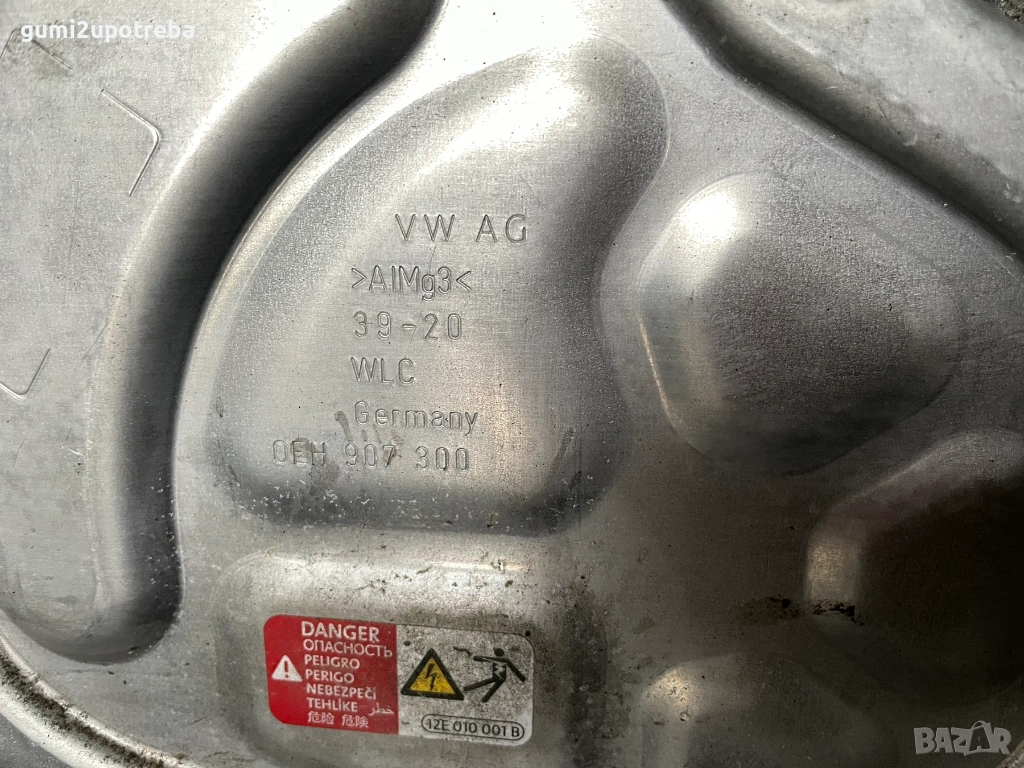 gumi2upotreba
VW AG
>AlMg3<
39-20
WLC
Germany
0EH 907 300
DANGER
ОПАСНОСТЬ
PELIGRO
PERIGO
NEBEZPEČÍ
TEHLİKE خطر
危险 危険
12E 010 001 B
BAZAR